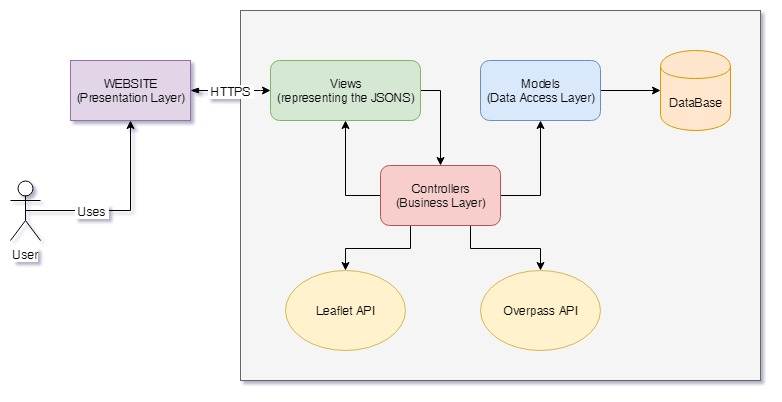 WEBSITE
(Presentation Layer)
HTTPS
Views
(representing the JSONS)
Models
(Data Access Layer)
DataBase
Controllers
(Business Layer)
Uses
User
Leaflet API
Overpass API